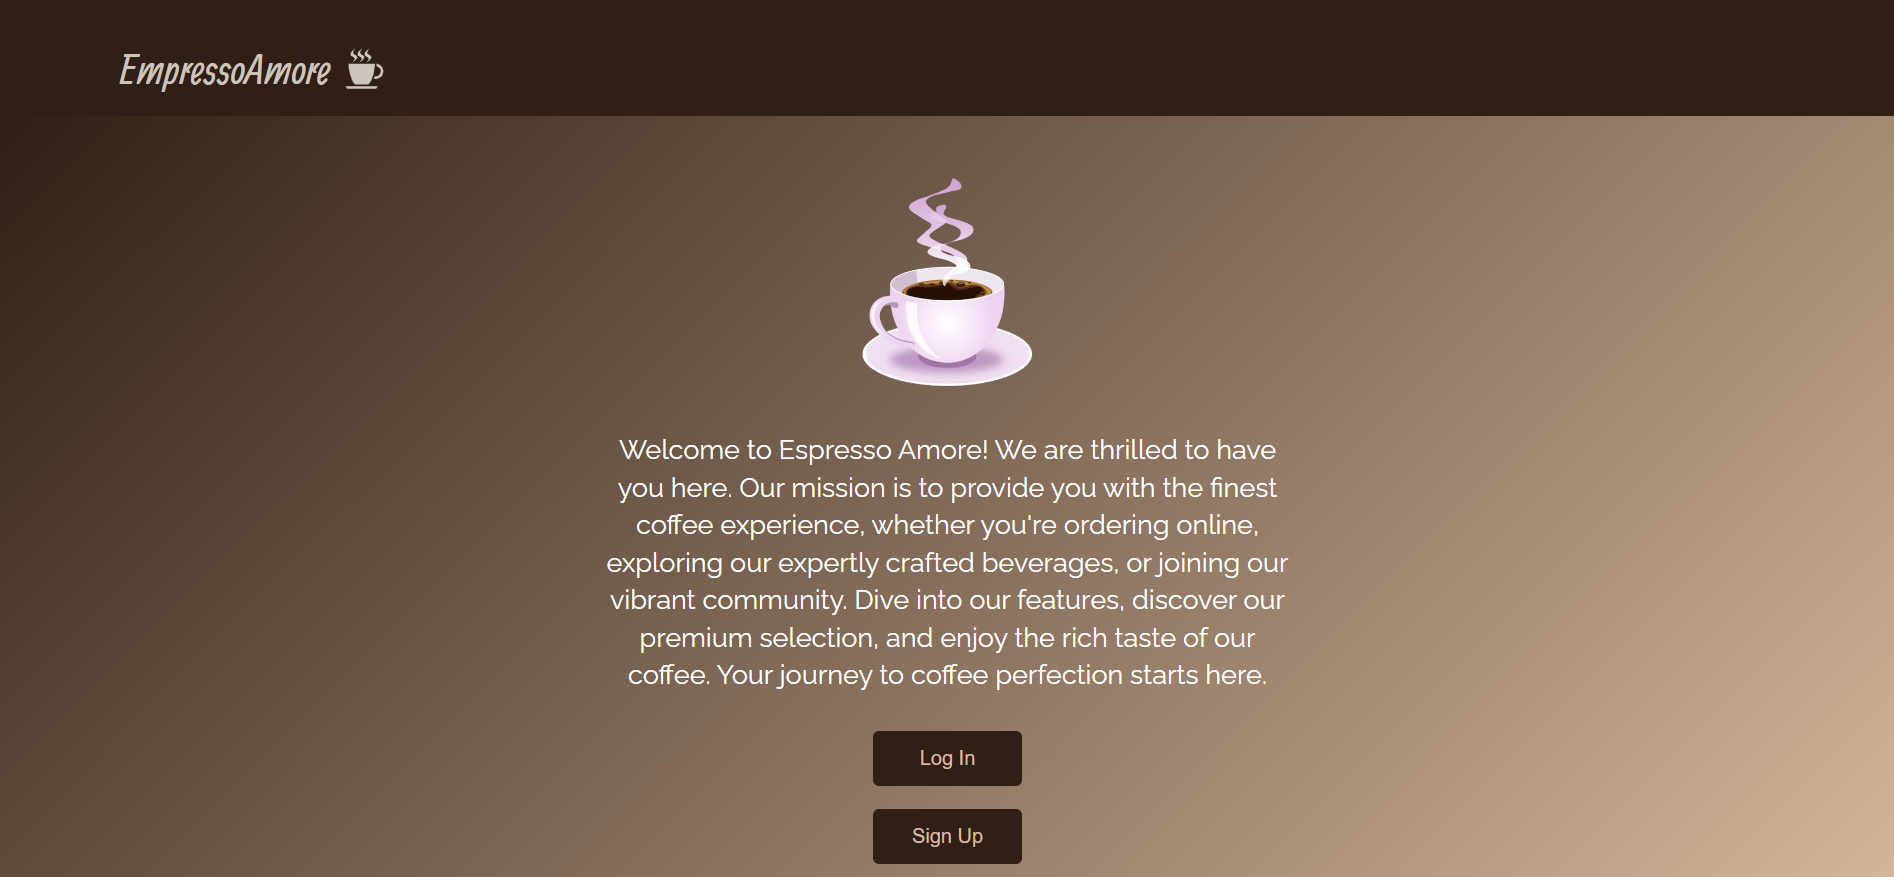 EmpressoAmore
Welcome to Espresso Amore! We are thrilled to have
you here. Our mission is to provide you with the finest
coffee experience, whether you're ordering online,
exploring our expertly crafted beverages, or joining our
vibrant community. Dive into our features, discover our
premium selection, and enjoy the rich taste of our
coffee. Your journey to coffee perfection starts here.
Log In
Sign Up